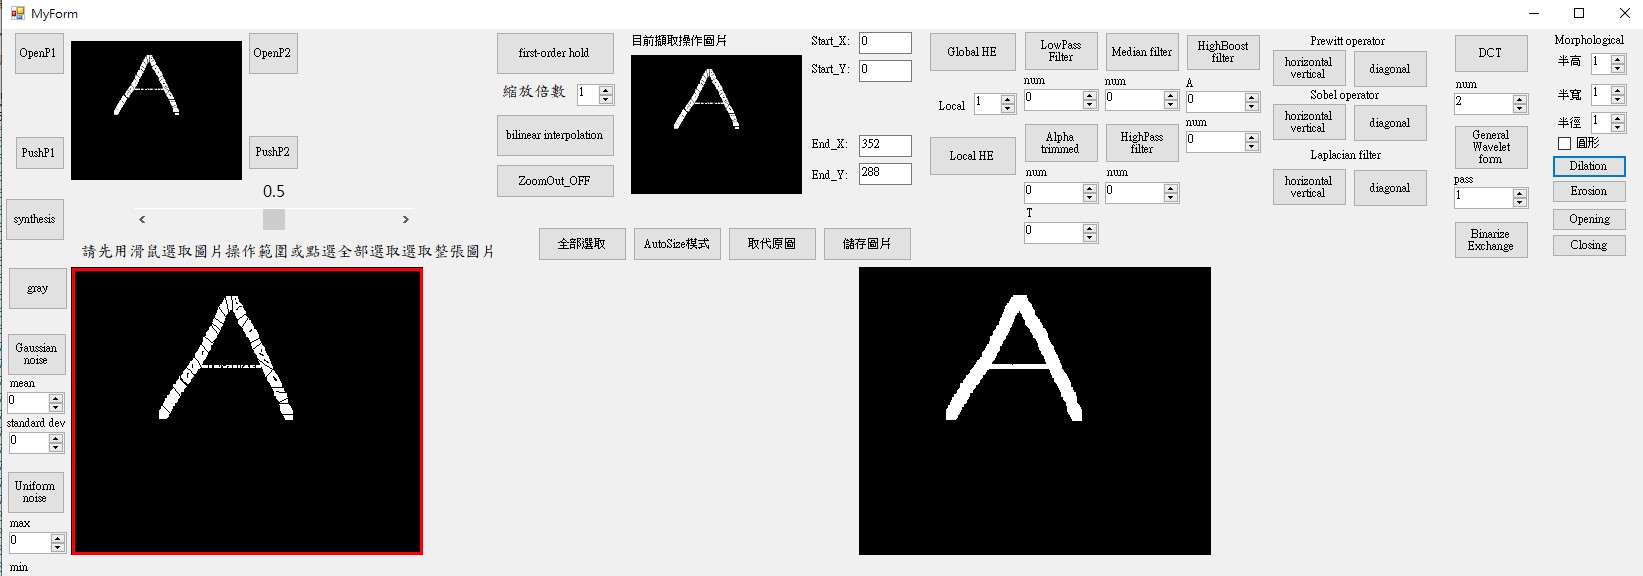 MyForm
OpenP1
OpenP2
PushP1
PushP2
0.5
synthesis
請先用滑鼠選取圖片操作範圍或點選全部選取選取整張圖片
first-order hold
縮放倍數 1
bilinear interpolation
ZoomOut_OFF
目前擷取操作圖片
Start_X: 0
Start_Y: 0
End_X: 352
End_Y: 288
全部選取
AutoSize模式
取代原圖
儲存圖片
Global HE
Local 1
Local HE
LowPass
Filter
num
0
Median filter
num
0
HighBoost
filter
A
0
num
0
Alpha
trimmed
num
0
T
0
HighPass
filter
num
0
Prewitt operator
horizontal
vertical
diagonal
Sobel operator
horizontal
vertical
diagonal
Laplacian filter
horizontal
vertical
diagonal
DCT
num
2
General
Wavelet
form
pass
1
Binarize
Exchange
Morphological
半高 1
半寬 1
半徑 1
圓形
Dilation
Erosion
Opening
Closing
gray
Gaussian
noise
mean
0
standard dev
0
Uniform
noise
max
0
min
A
A
A
A